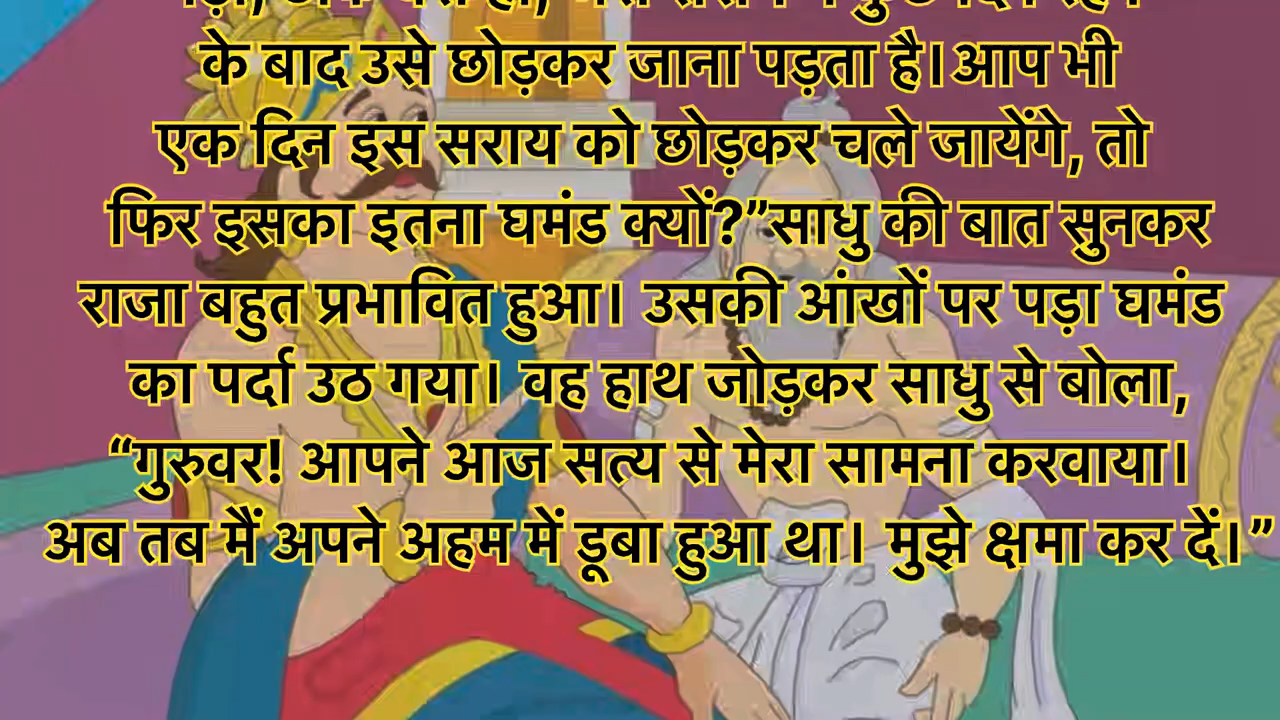 के बाद उसे छोड़कर जाना पड़ता है।आप भी
एक दिन इस सराय को छोड़कर चले जायेंगे, तो
फिर इसका इतना घमंड क्यों?”साधु की बात सुनकर
राजा बहुत प्रभावित हुआ। उसकी आंखों पर पड़ा घमंड
का पर्दा उठ गया। वह हाथ जोड़कर साधु से बोला,
“गुरुवर! आपने आज सत्य से मेरा सामना करवाया।
अब तब मैं अपने अहम में डूबा हुआ था। मुझे क्षमा कर दें।”